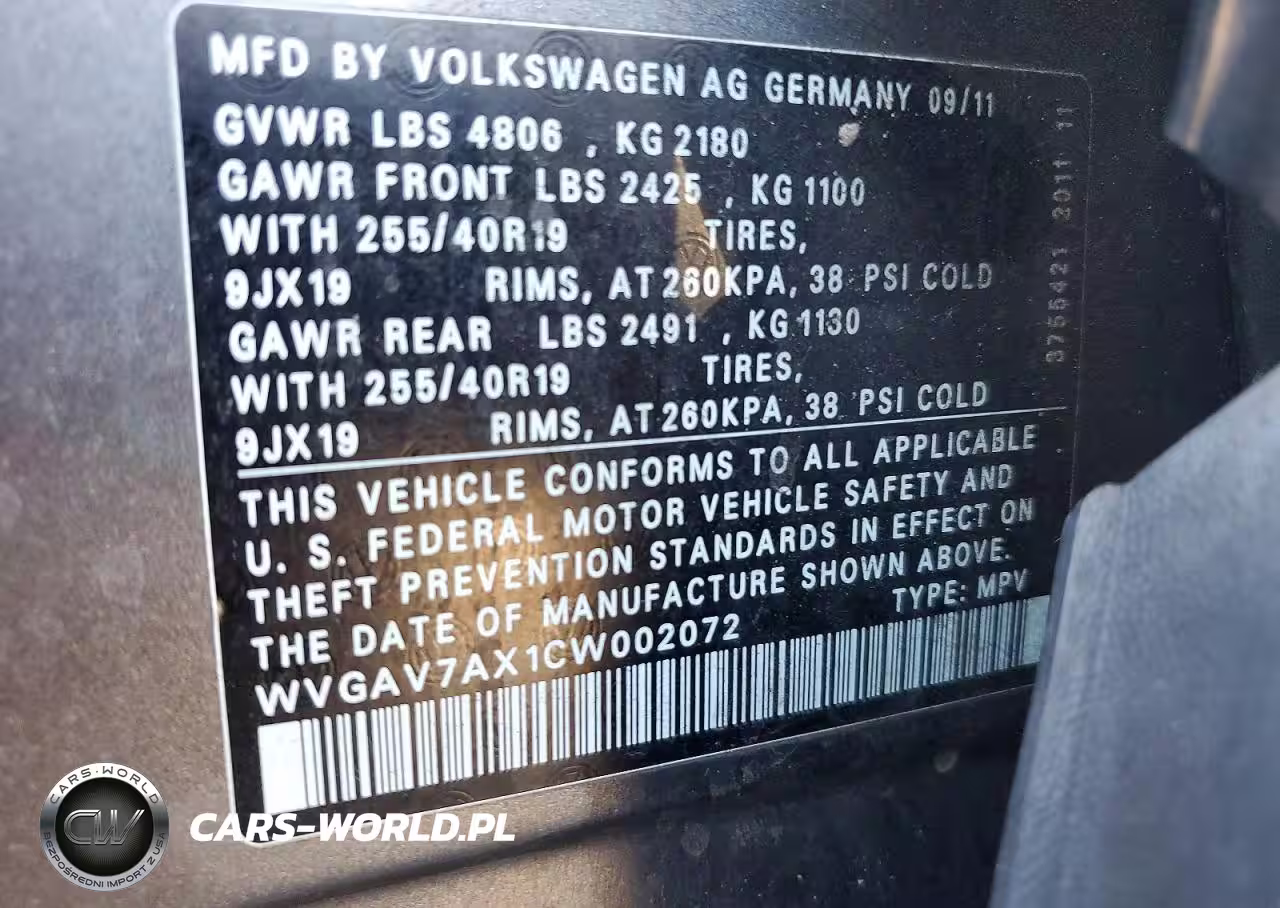 MFD BY VOLKSWAGEN AG GERMANY 09/11
GVWR LBS 4806 , KG 2180
GAWR FRONT LBS 2425 , KG 1100
WITH 255/40R19 TIRES,
9JX19 RIMS, AT 260KPA, 38 PSI COLD
GAWR REAR LBS 2491 , KG 1130
WITH 255/40R19 TIRES,
9JX19 RIMS, AT 260KPA, 38 PSI COLD
THIS VEHICLE CONFORMS TO ALL APPLICABLE
U. S. FEDERAL MOTOR VEHICLE SAFETY AND
THEFT PREVENTION STANDARDS IN EFFECT ON
THE DATE OF MANUFACTURE SHOWN ABOVE.
TYPE: MPV
WVGAV7AX1CW002072
3755421 2011 11
CARS-WORLD
CW
BEZPOŚREDNI IMPORT Z USA
CARS-WORLD.PL